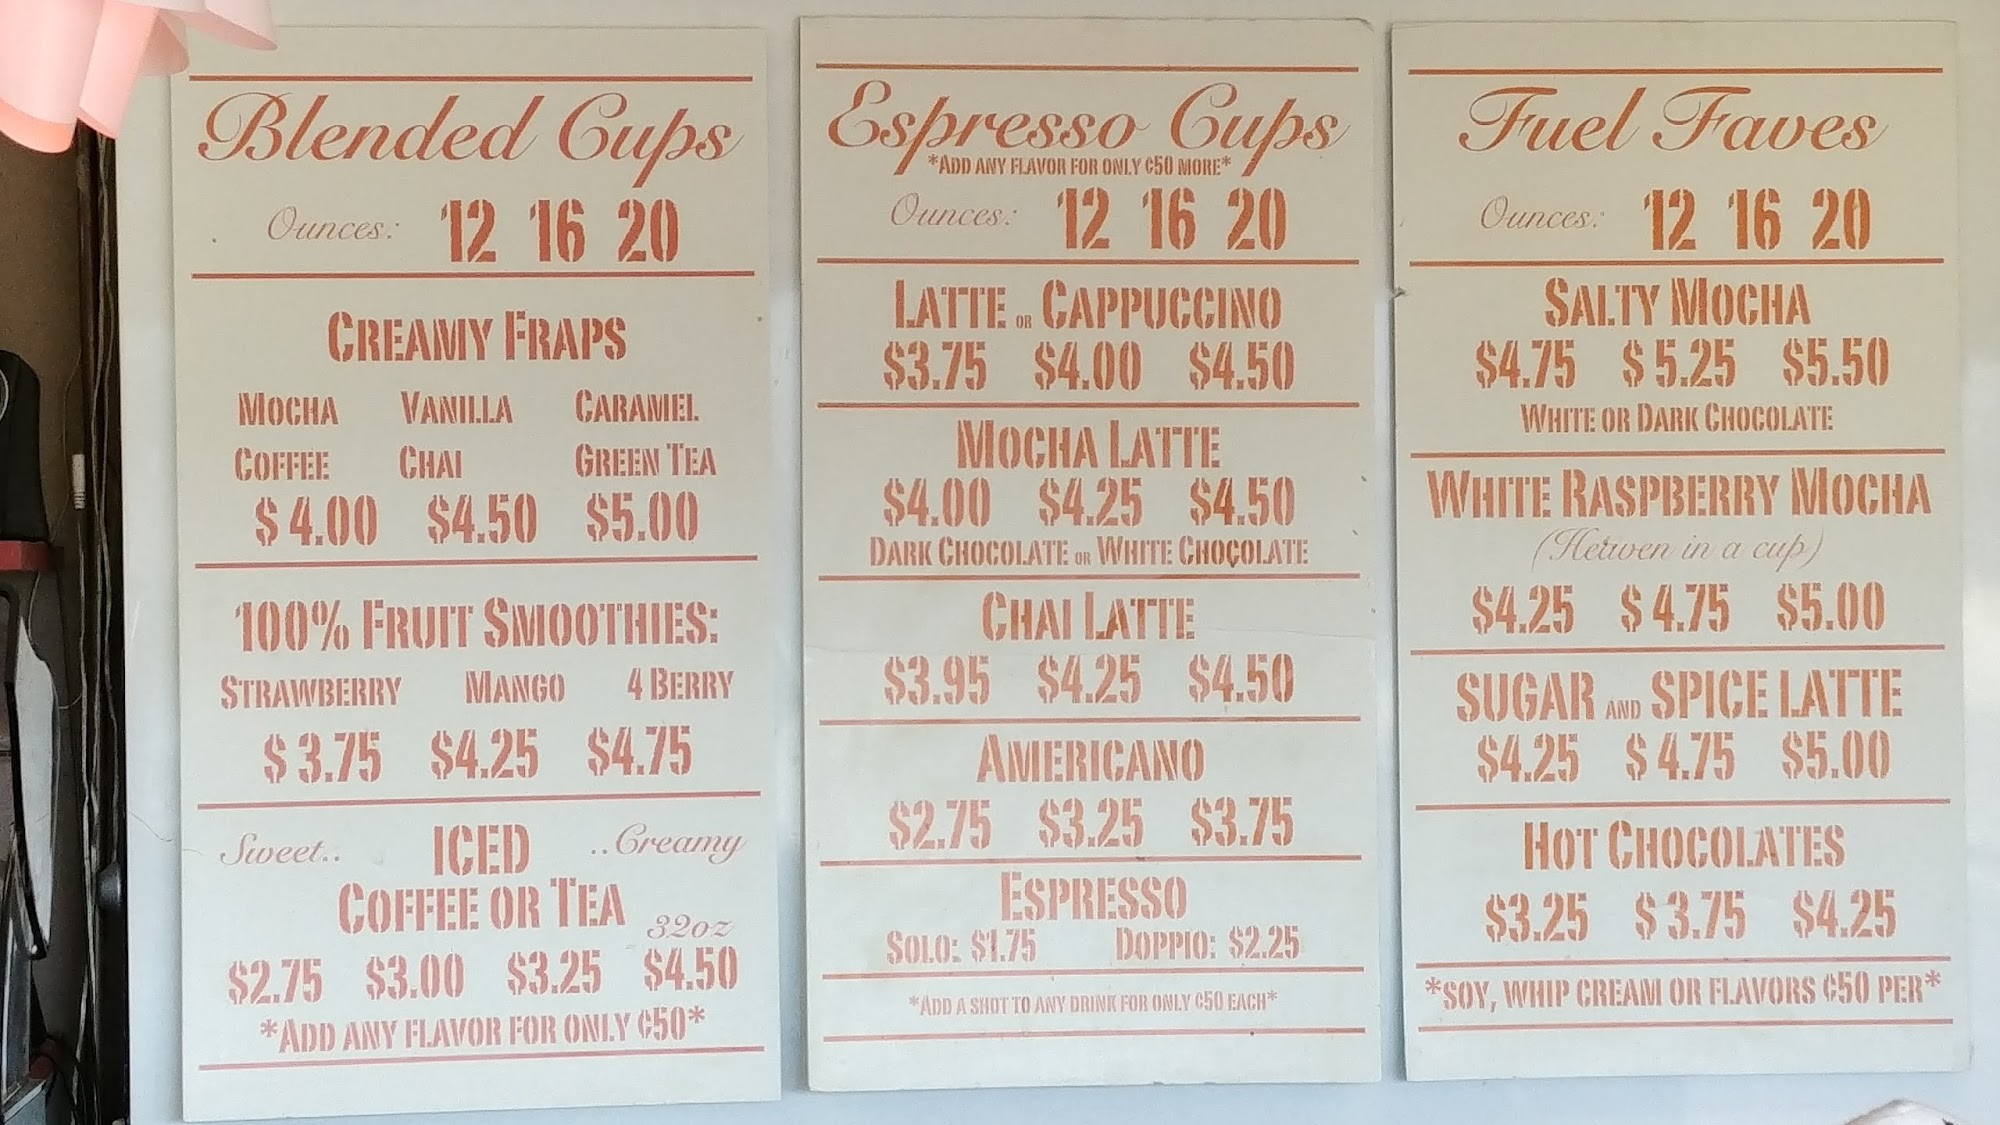 Blended Cups
Ounces: 12 16 20
CREAMY FRAPS
MOCHA VANILLA CARAMEL
COFFEE CHAI GREEN TEA
$4.00 $4.50 $5.00
100% FRUIT SMOOTHIES:
STRAWBERRY MANGO 4 BERRY
$3.75 $4.25 $4.75
Sweet.. ICED ..Creamy
COFFEE OR TEA 32oz
$2.75 $3.00 $3.25 $4.50
*ADD ANY FLAVOR FOR ONLY ¢50*
Espresso Cups
*ADD ANY FLAVOR FOR ONLY ¢50 MORE*
Ounces: 12 16 20
LATTE OR CAPPUCCINO
$3.75 $4.00 $4.50
MOCHA LATTE
$4.00 $4.25 $4.50
DARK CHOCOLATE OR WHITE CHOCOLATE
CHAI LATTE
$3.95 $4.25 $4.50
AMERICANO
$2.75 $3.25 $3.75
ESPRESSO
SOLO: $1.75 DOPPIO: $2.25
*ADD A SHOT TO ANY DRINK FOR ONLY ¢50 EACH*
Fuel Faves
Ounces: 12 16 20
SALTY MOCHA
$4.75 $5.25 $5.50
WHITE OR DARK CHOCOLATE
WHITE RASPBERRY MOCHA
(Heaven in a cup)
$4.25 $4.75 $5.00
SUGAR AND SPICE LATTE
$4.25 $4.75 $5.00
HOT CHOCOLATES
$3.25 $3.75 $4.25
*SOY, WHIP CREAM OR FLAVORS ¢50 PER*